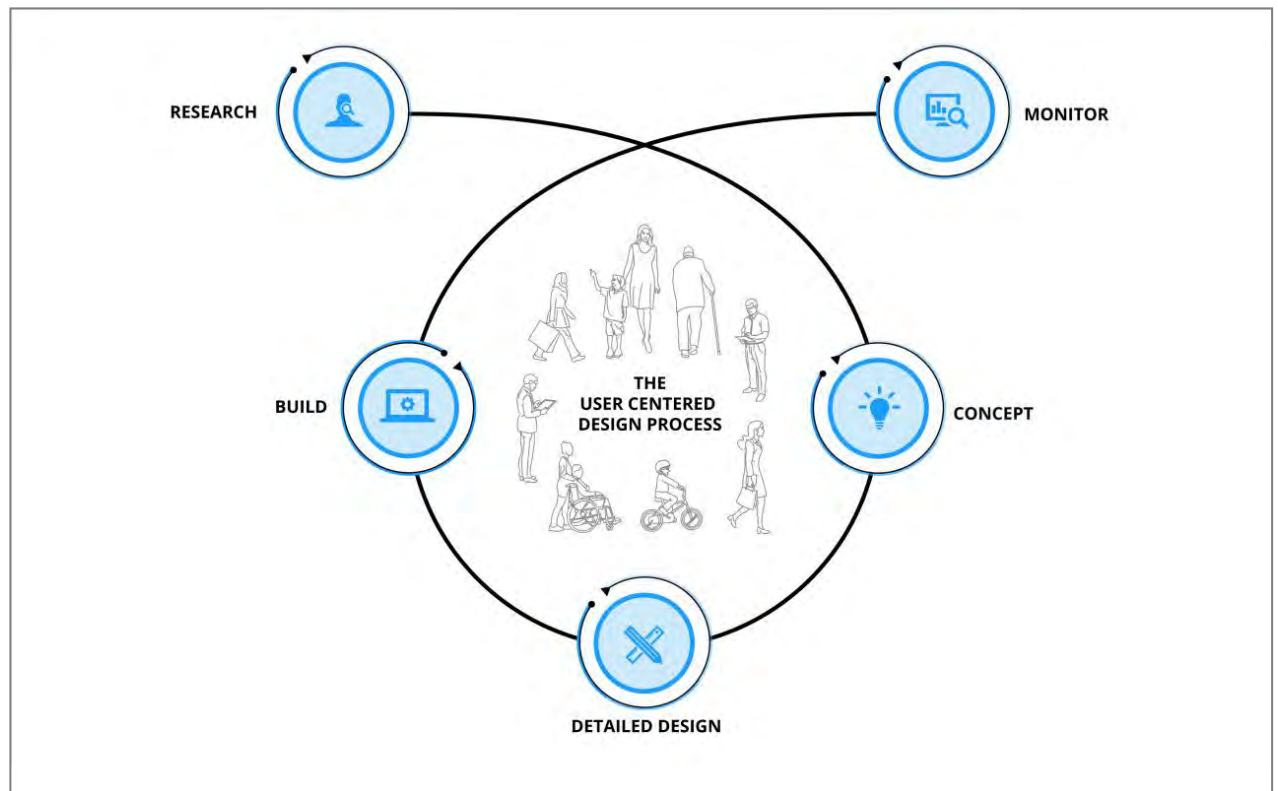 RESEARCH
MONITOR
THE
USER CENTERED
DESIGN PROCESS
BUILD
CONCEPT
DETAILED DESIGN